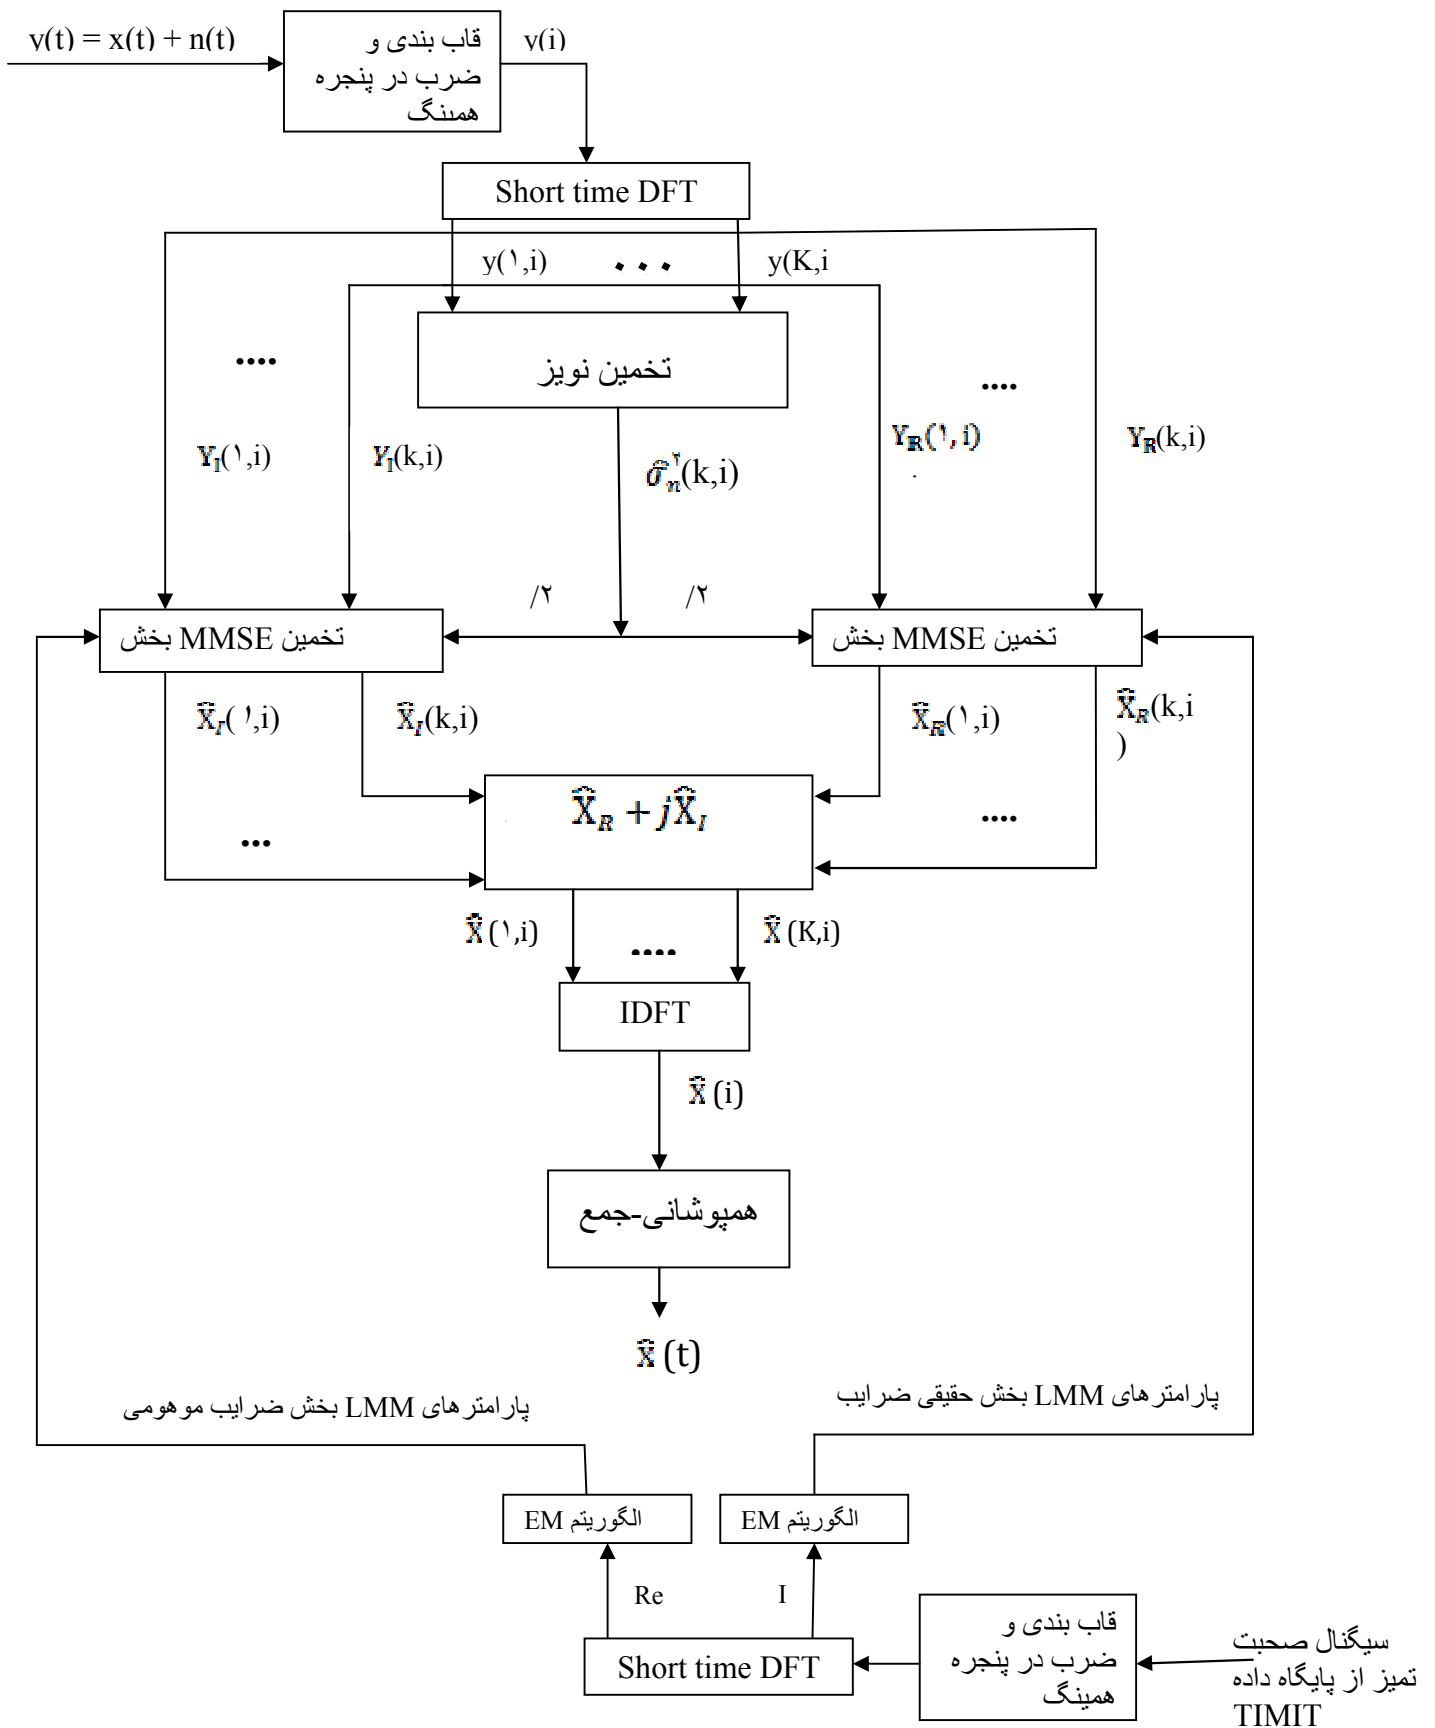 y(t) = x(t) + n(t)
قاب بندی و
ضرب در پنجره
همینگ
y(i)
Short time DFT
y(۱,i)
...
y(K,i
....
تخمین نویز
....
Y_I(۱,i)
Y_I(k,i)
σ̂_n^۲(k,i)
Y_R(۱,i)
Y_R(k,i)
/۲
/۲
تخمین MMSE بخش
تخمین MMSE بخش
X̂_I(۱,i)
X̂_I(k,i)
X̂_R(۱,i)
X̂_R(k,i
)
X̂_R + jX̂_I
...
....
X̂(۱,i)
....
X̂(K,i)
IDFT
X̂(i)
همپوشانی-جمع
x̂(t)
پارامترهای LMM بخش ضرایب موهومی
پارامترهای LMM بخش حقیقی ضرایب
الگوریتم EM
الگوریتم EM
Re
I
Short time DFT
قاب بندی و
ضرب در پنجره
همینگ
سیگنال صحبت
تمیز از پایگاه داده
TIMIT